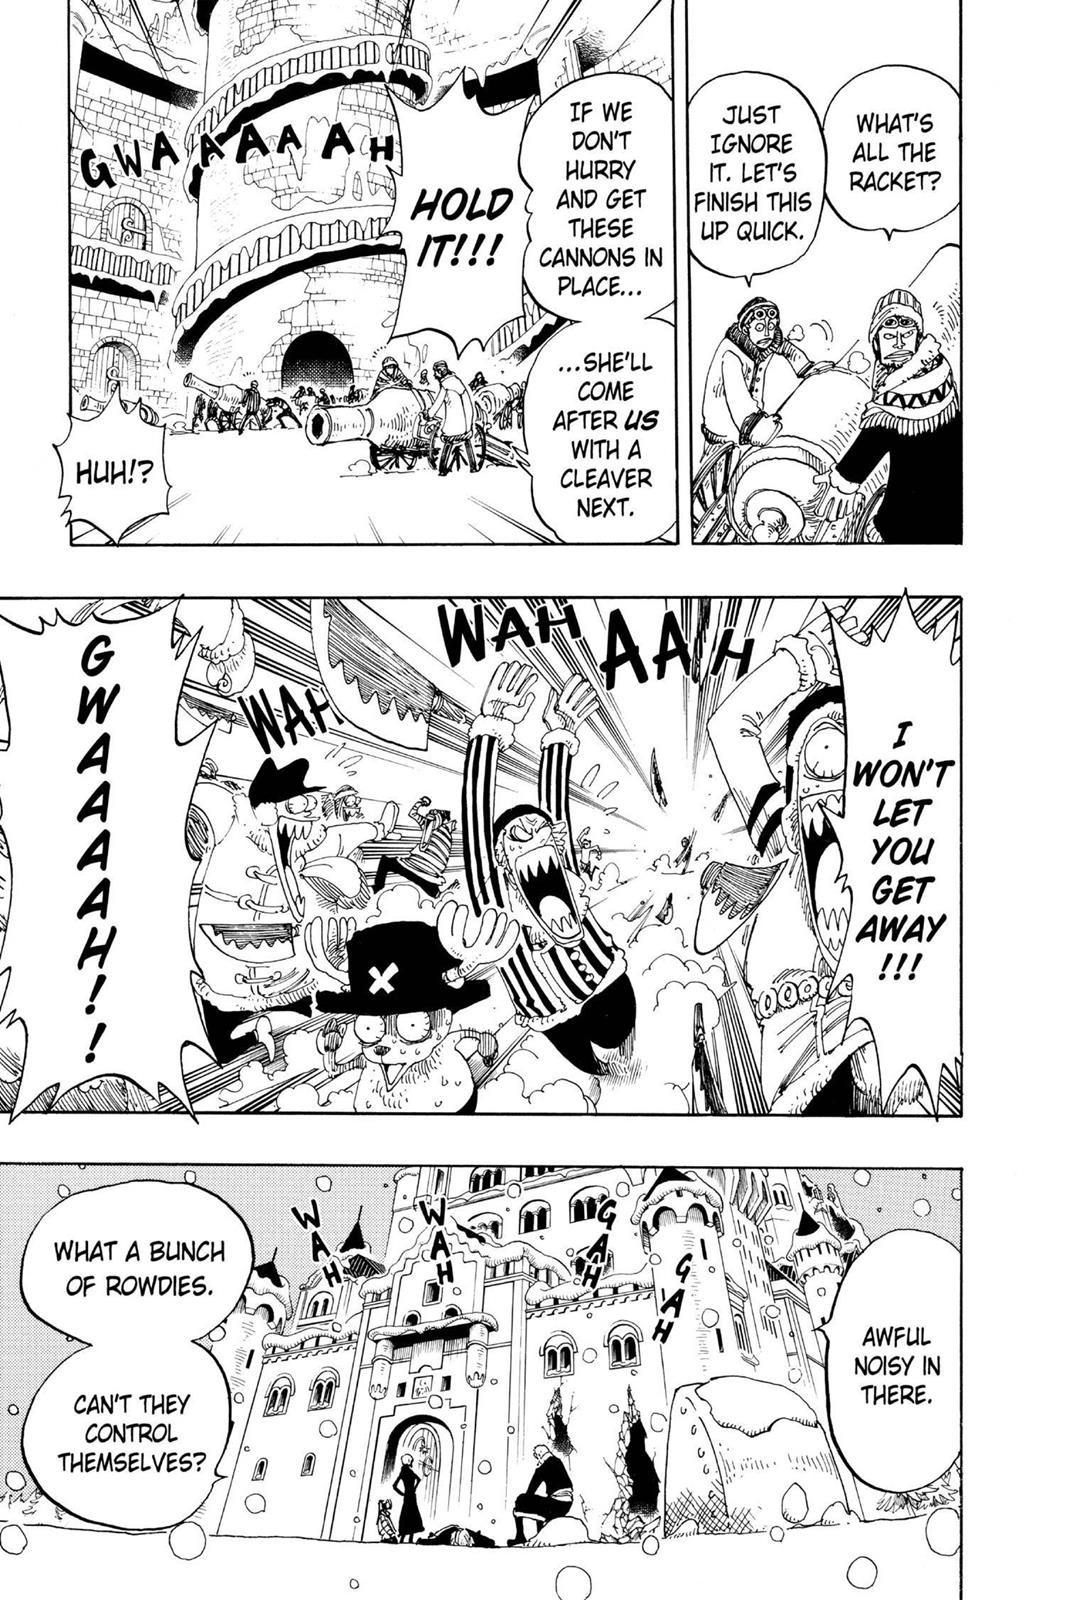 WHAT'S
ALL THE
RACKET?
JUST
IGNORE
IT. LET'S
FINISH THIS
UP QUICK.
IF WE
DON'T
HURRY
AND GET
THESE
CANNONS IN
PLACE...
...SHE'LL
COME
AFTER US
WITH A
CLEAVER
NEXT.
HOLD
IT!!!
GWAAAAAH
HUH!?
I
WON'T
LET
YOU
GET
AWAY
!!!
WAH
AAH
WAH
GWAAAAAH!!
AWFUL
NOISY IN
THERE.
GAH
GAH
WAH
WAH
WHAT A BUNCH
OF ROWDIES.
CAN'T THEY
CONTROL
THEMSELVES?